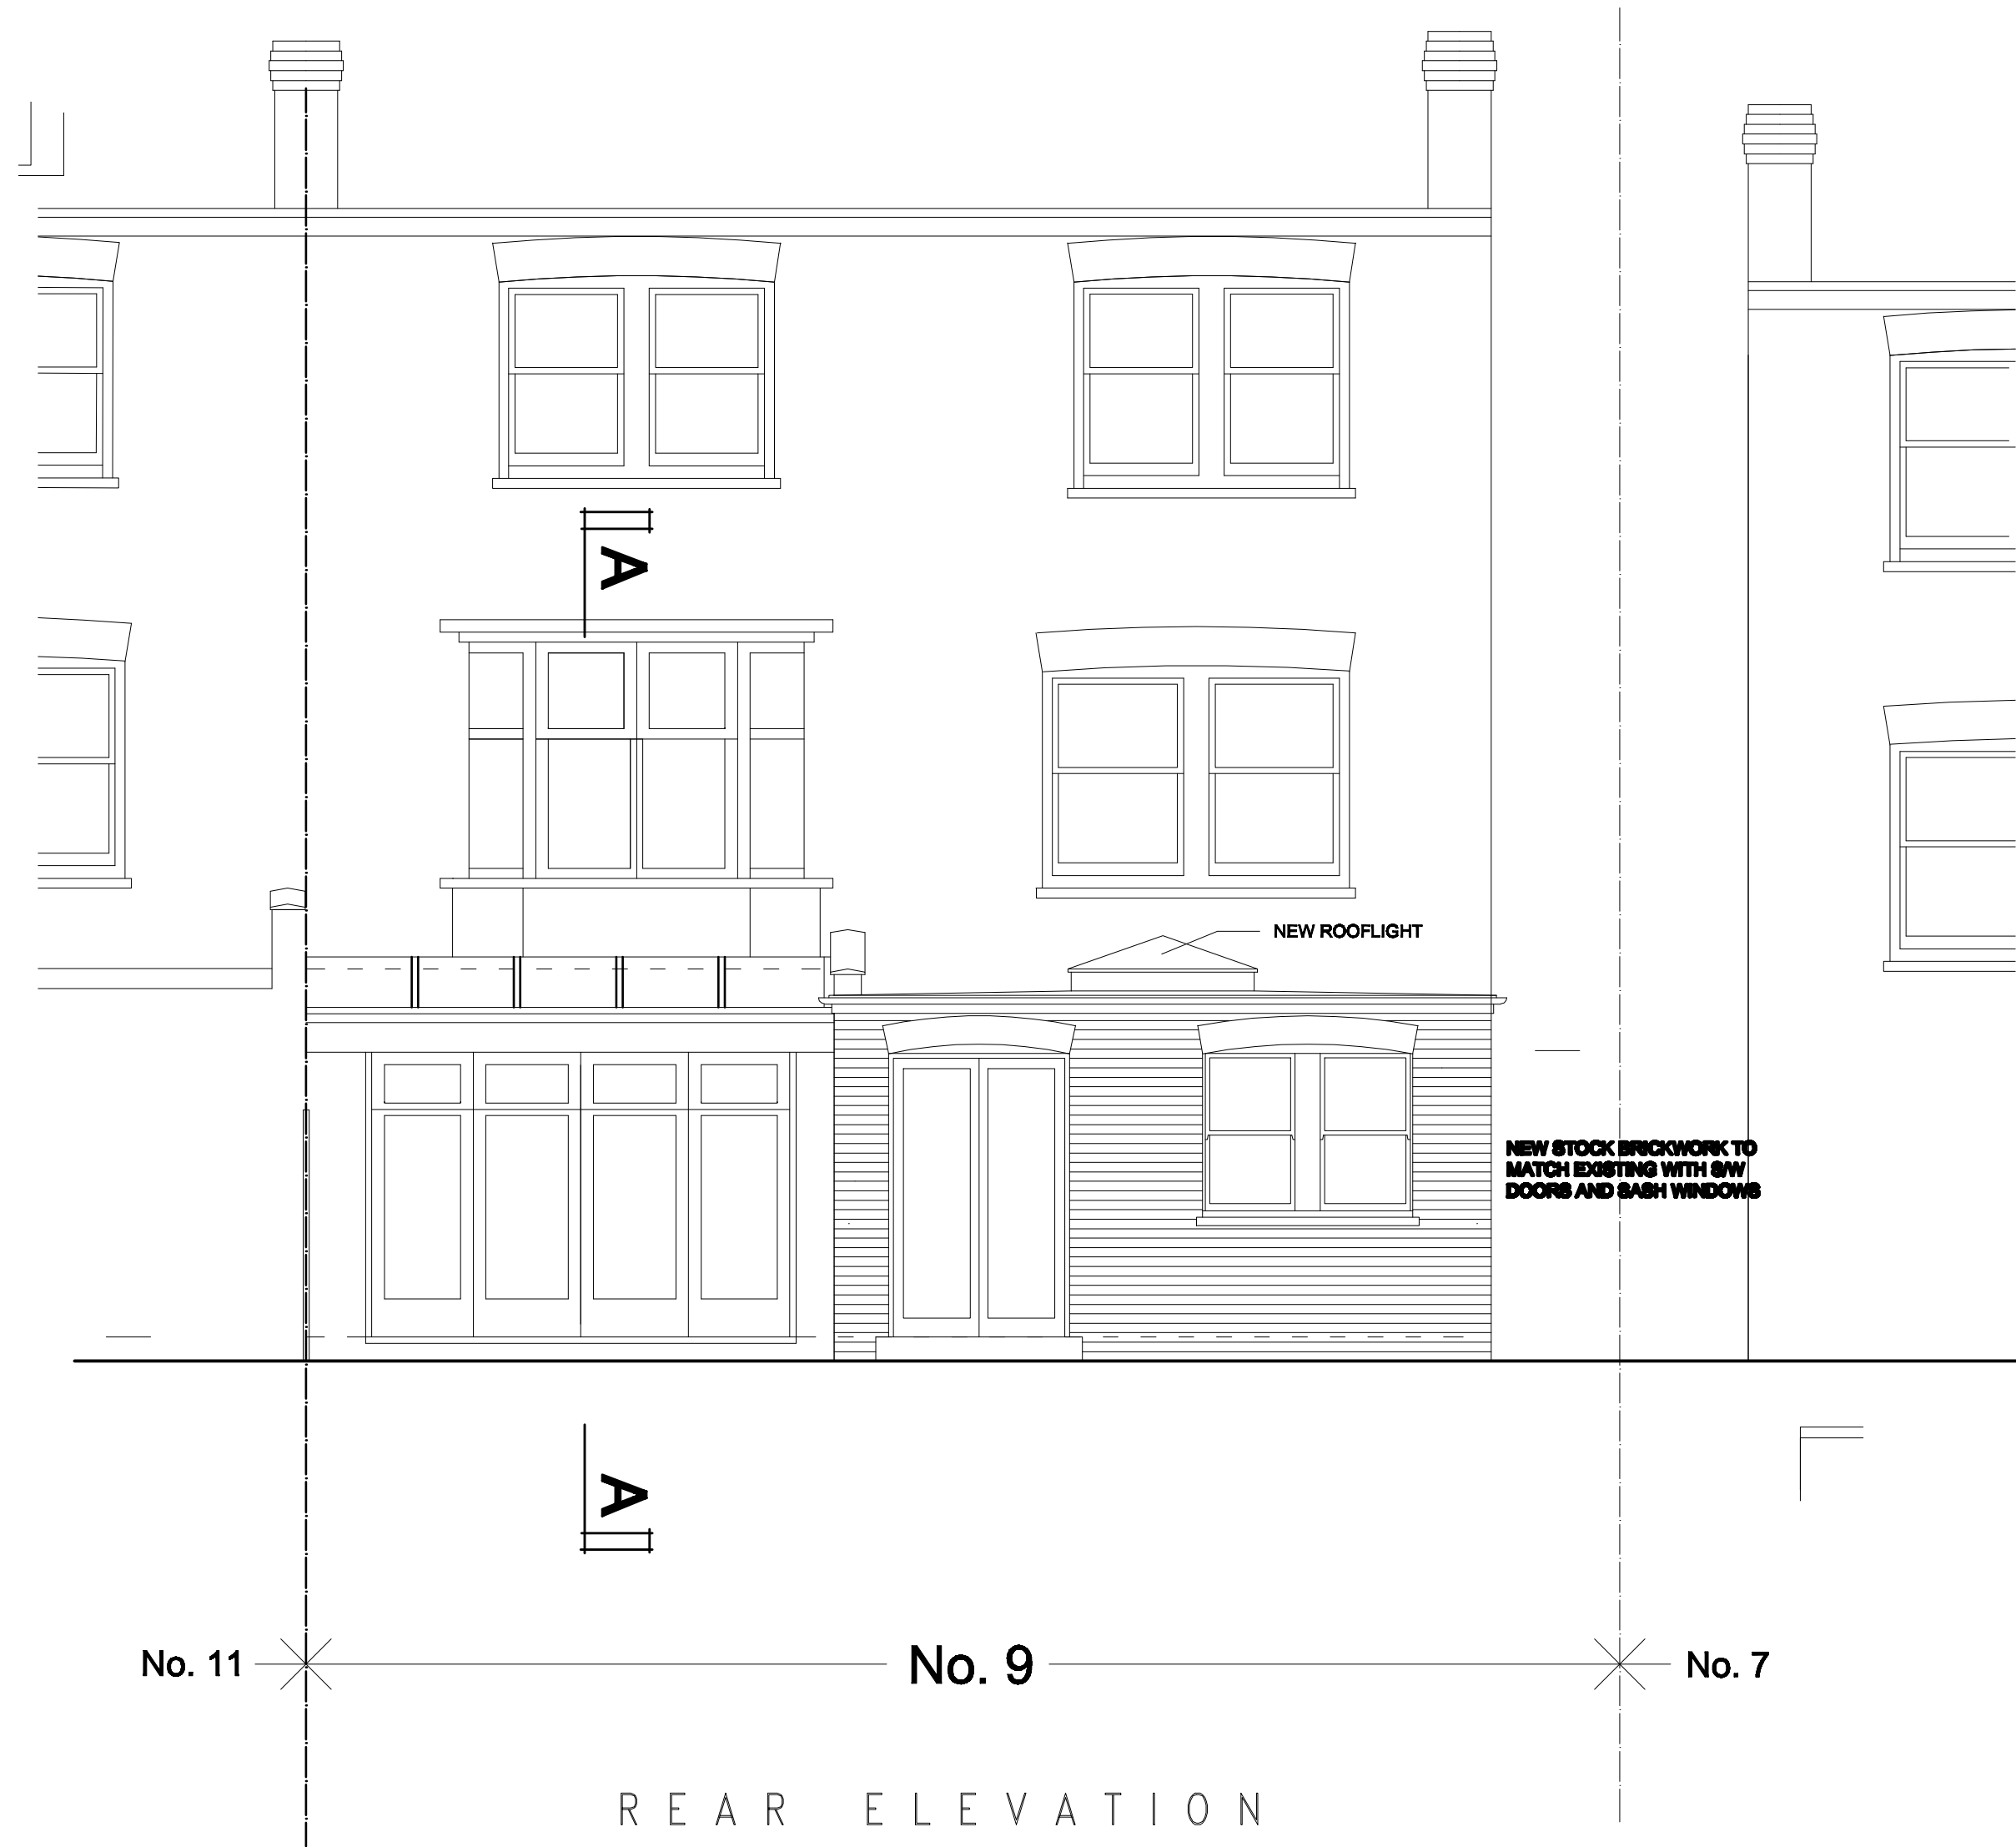 A
NEW ROOFLIGHT
NEW STOCK BRICKWORK TO
MATCH EXISTING WITH S/W
DOORS AND SASH WINDOWS
A
No. 11
No. 9
No. 7
REAR ELEVATION